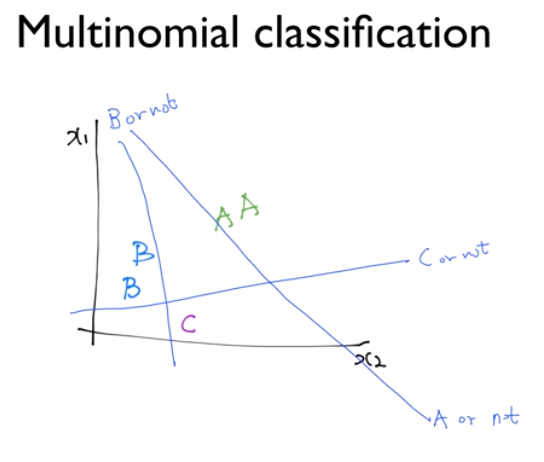 Multinomial classification
B or not
x1
A A
B
C or not
B
C
x2
A or not